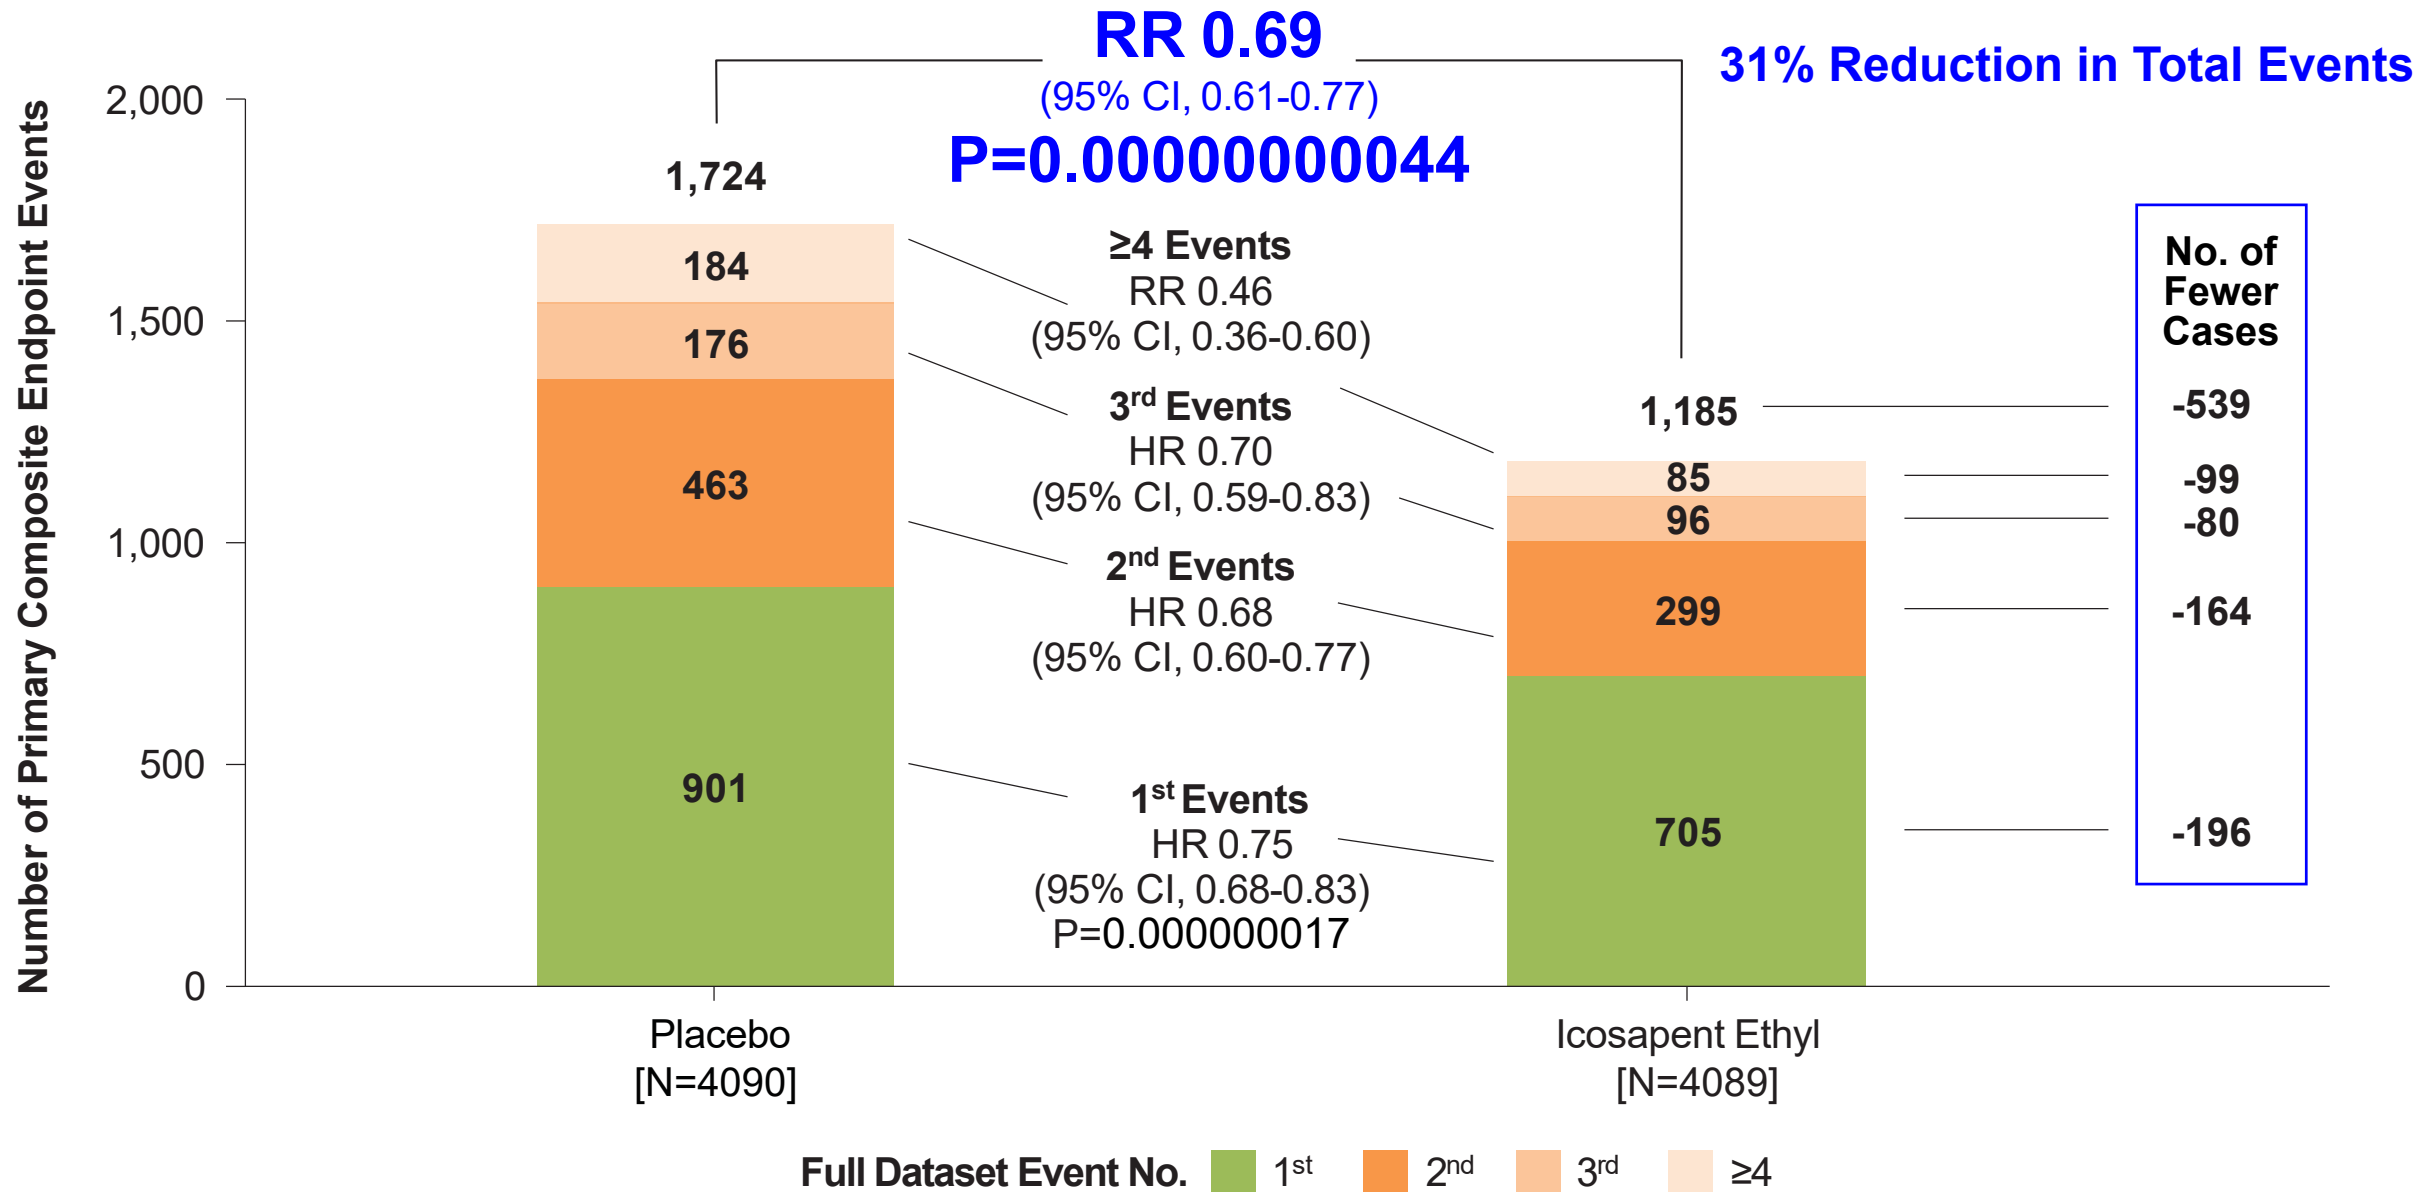 RR 0.69
(95% CI, 0.61-0.77)
P=0.00000000044
31% Reduction in Total Events
Number of Primary Composite Endpoint Events
2,000
1,500
1,000
500
0
1,724
184
176
463
901
≥4 Events
RR 0.46
(95% CI, 0.36-0.60)
3rd Events
HR 0.70
(95% CI, 0.59-0.83)
2nd Events
HR 0.68
(95% CI, 0.60-0.77)
1st Events
HR 0.75
(95% CI, 0.68-0.83)
P=0.000000017
1,185
85
96
299
705
No. of
Fewer
Cases
-539
-99
-80
-164
-196
Placebo
[N=4090]
Icosapent Ethyl
[N=4089]
Full Dataset Event No. 1st 2nd 3rd ≥4